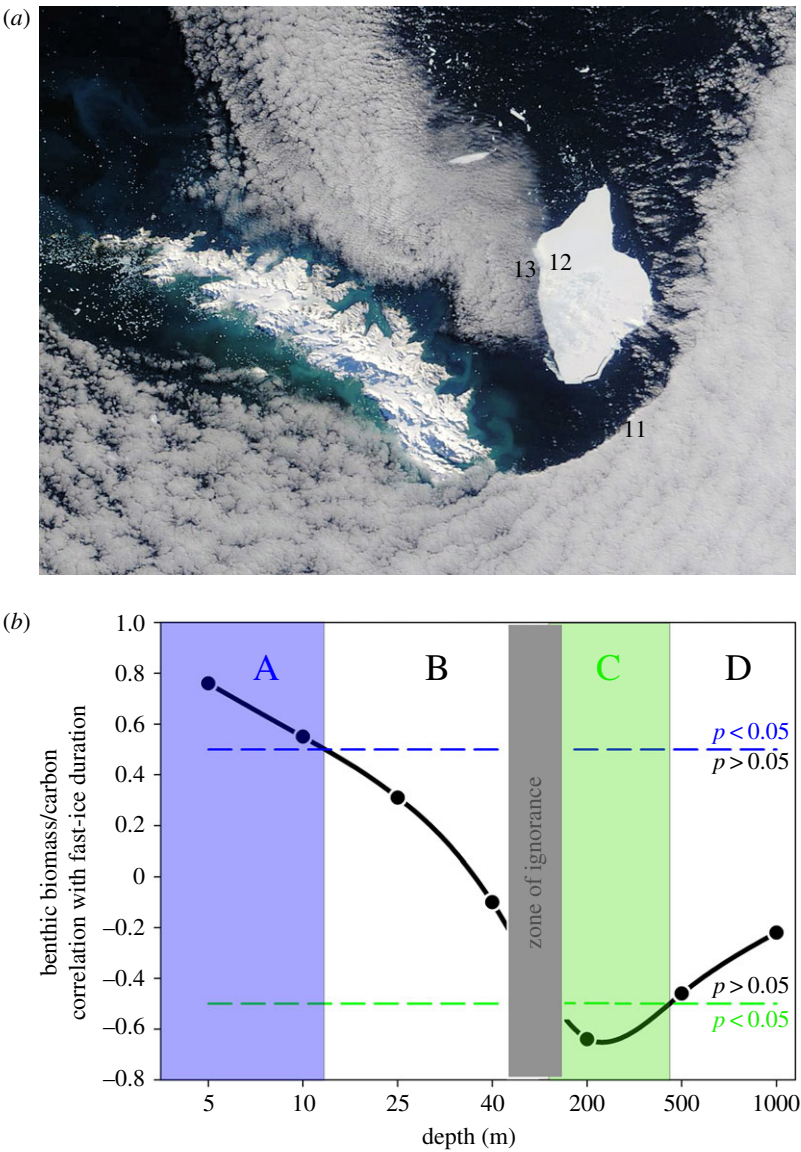 (a)
13 12
11
(b)
1.0
0.8
0.6
0.4
0.2
0
–0.2
–0.4
–0.6
–0.8
benthic biomass/carbon
correlation with fast-ice duration
A B C D
p < 0.05
p > 0.05
zone of ignorance
p > 0.05
p < 0.05
5 10 25 40 200 500 1000
depth (m)